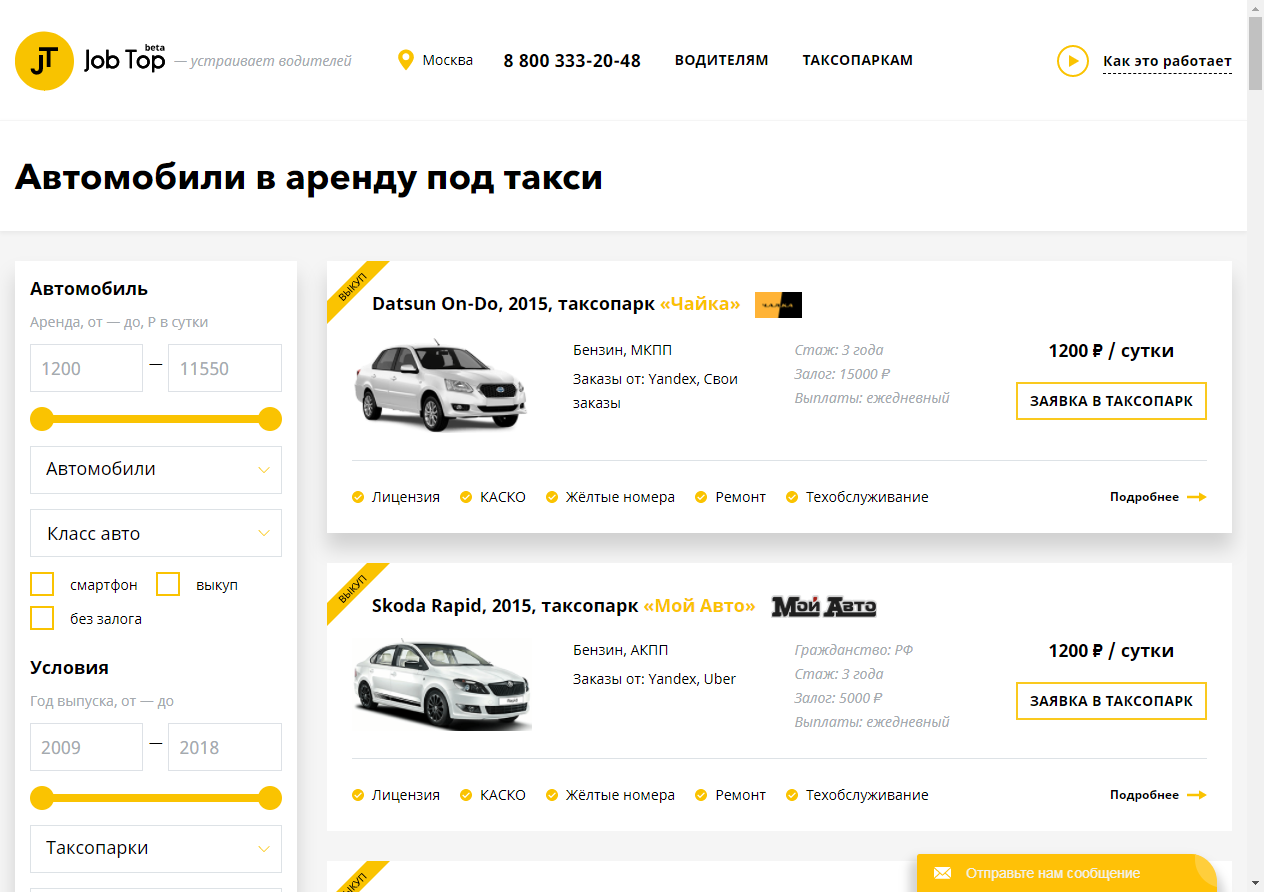 JT Job Top beta — устраивает водителей Москва 8 800 333-20-48 ВОДИТЕЛЯМ ТАКСОПАРКАМ Как это работает
Автомобили в аренду под такси
Автомобиль
Аренда, от — до, Р в сутки
1200 — 11550
Автомобили
Класс авто
смартфон выкуп
без залога
Условия
Год выпуска, от — до
2009 — 2018
Таксопарки
ВЫКУП
Datsun On-Do, 2015, таксопарк «Чайка» ЧАЙКА
Бензин, МКПП
Заказы от: Yandex, Свои
заказы
Стаж: 3 года
Залог: 15000 ₽
Выплаты: ежедневный
1200 ₽ / сутки
ЗАЯВКА В ТАКСОПАРК
Лицензия КАСКО Жёлтые номера Ремонт Техобслуживание Подробнее
ВЫКУП
Skoda Rapid, 2015, таксопарк «Мой Авто» Мой Авто
Бензин, АКПП
Заказы от: Yandex, Uber
Гражданство: РФ
Стаж: 3 года
Залог: 5000 ₽
Выплаты: ежедневный
1200 ₽ / сутки
ЗАЯВКА В ТАКСОПАРК
Лицензия КАСКО Жёлтые номера Ремонт Техобслуживание Подробнее
ВЫКУП
Отправьте нам сообщение